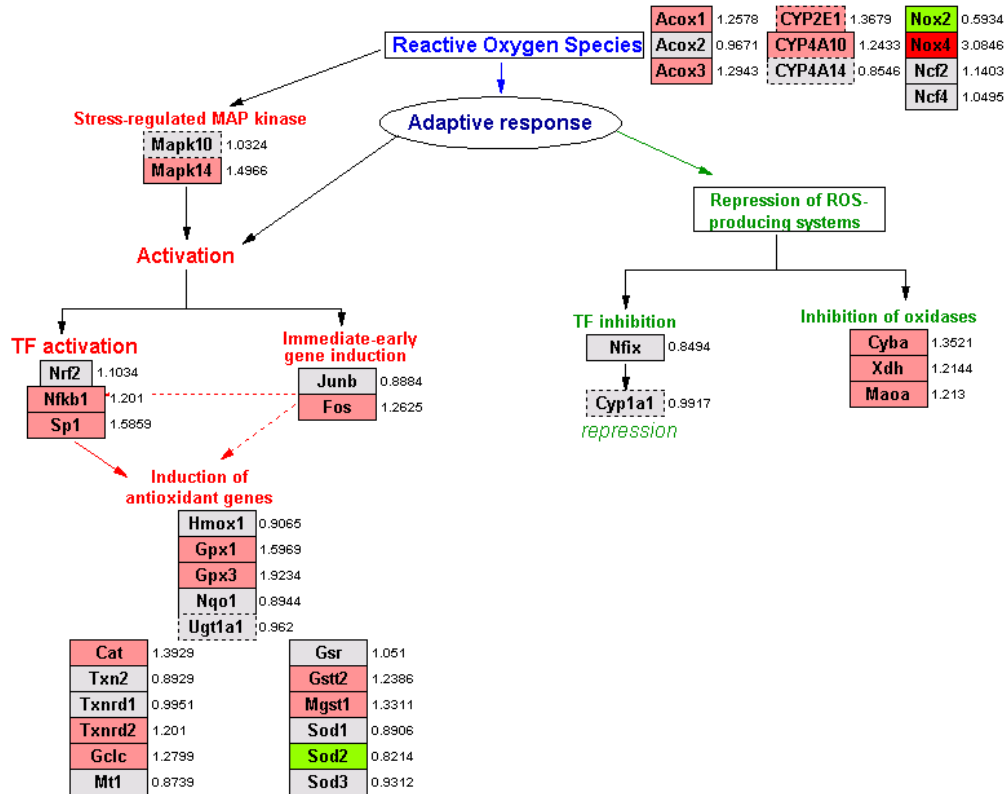 Reactive Oxygen Species
Acox1 1.2578
Acox2 0.9671
Acox3 1.2943
CYP2E1 1.3679
CYP4A10 1.2433
CYP4A14 0.8546
Nox2 0.5934
Nox4 3.0846
Ncf2 1.1403
Ncf4 1.0495
Stress-regulated MAP kinase
Mapk10 1.0324
Mapk14 1.4966
Adaptive response
Repression of ROS-
producing systems
Activation
TF activation
Nrf2 1.1034
Nfkb1 1.201
Sp1 1.5859
Immediate-early
gene induction
Junb 0.8884
Fos 1.2625
TF inhibition
Nfix 0.8494
Cyp1a1 0.9917
repression
Inhibition of oxidases
Cyba 1.3521
Xdh 1.2144
Maoa 1.213
Induction of
antioxidant genes
Hmox1 0.9065
Gpx1 1.5969
Gpx3 1.9234
Nqo1 0.8944
Ugt1a1 0.962
Cat 1.3929
Txn2 0.8929
Txnrd1 0.9951
Txnrd2 1.201
Gclc 1.2799
Mt1 0.8739
Gsr 1.051
Gstt2 1.2386
Mgst1 1.3311
Sod1 0.8906
Sod2 0.8214
Sod3 0.9312